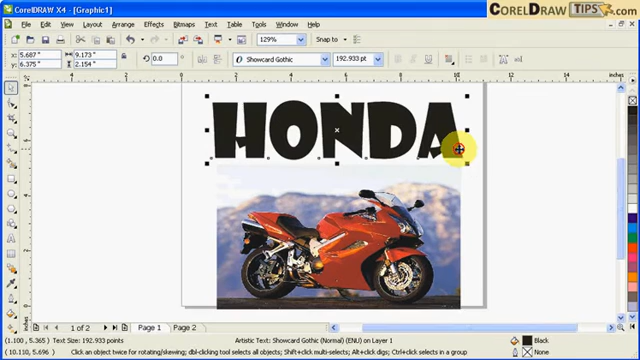 CorelDRAW X4 - [Graphic1]
CORELDRAW TIPS.com
File Edit View Layout Arrange Effects Bitmaps Text Table Tools Window Help
129% Snap to
5.687 " 9.173 " 0.0 Showcard Gothic 192.933 pt
6.375 " 2.154 "
HONDA
1 of 2 Page 1 Page 2
(1.100 , 5.365) Text Size: 192.933 points Artistic Text: Showcard Gothic (Normal) (ENU) on Layer 1 Black
(10.110 , 5.696) Click an object twice for rotating/skewing; dbl-clicking tool selects all objects; Shift+click multi-selects; Alt+click digs; Ctrl+click selects in a group None